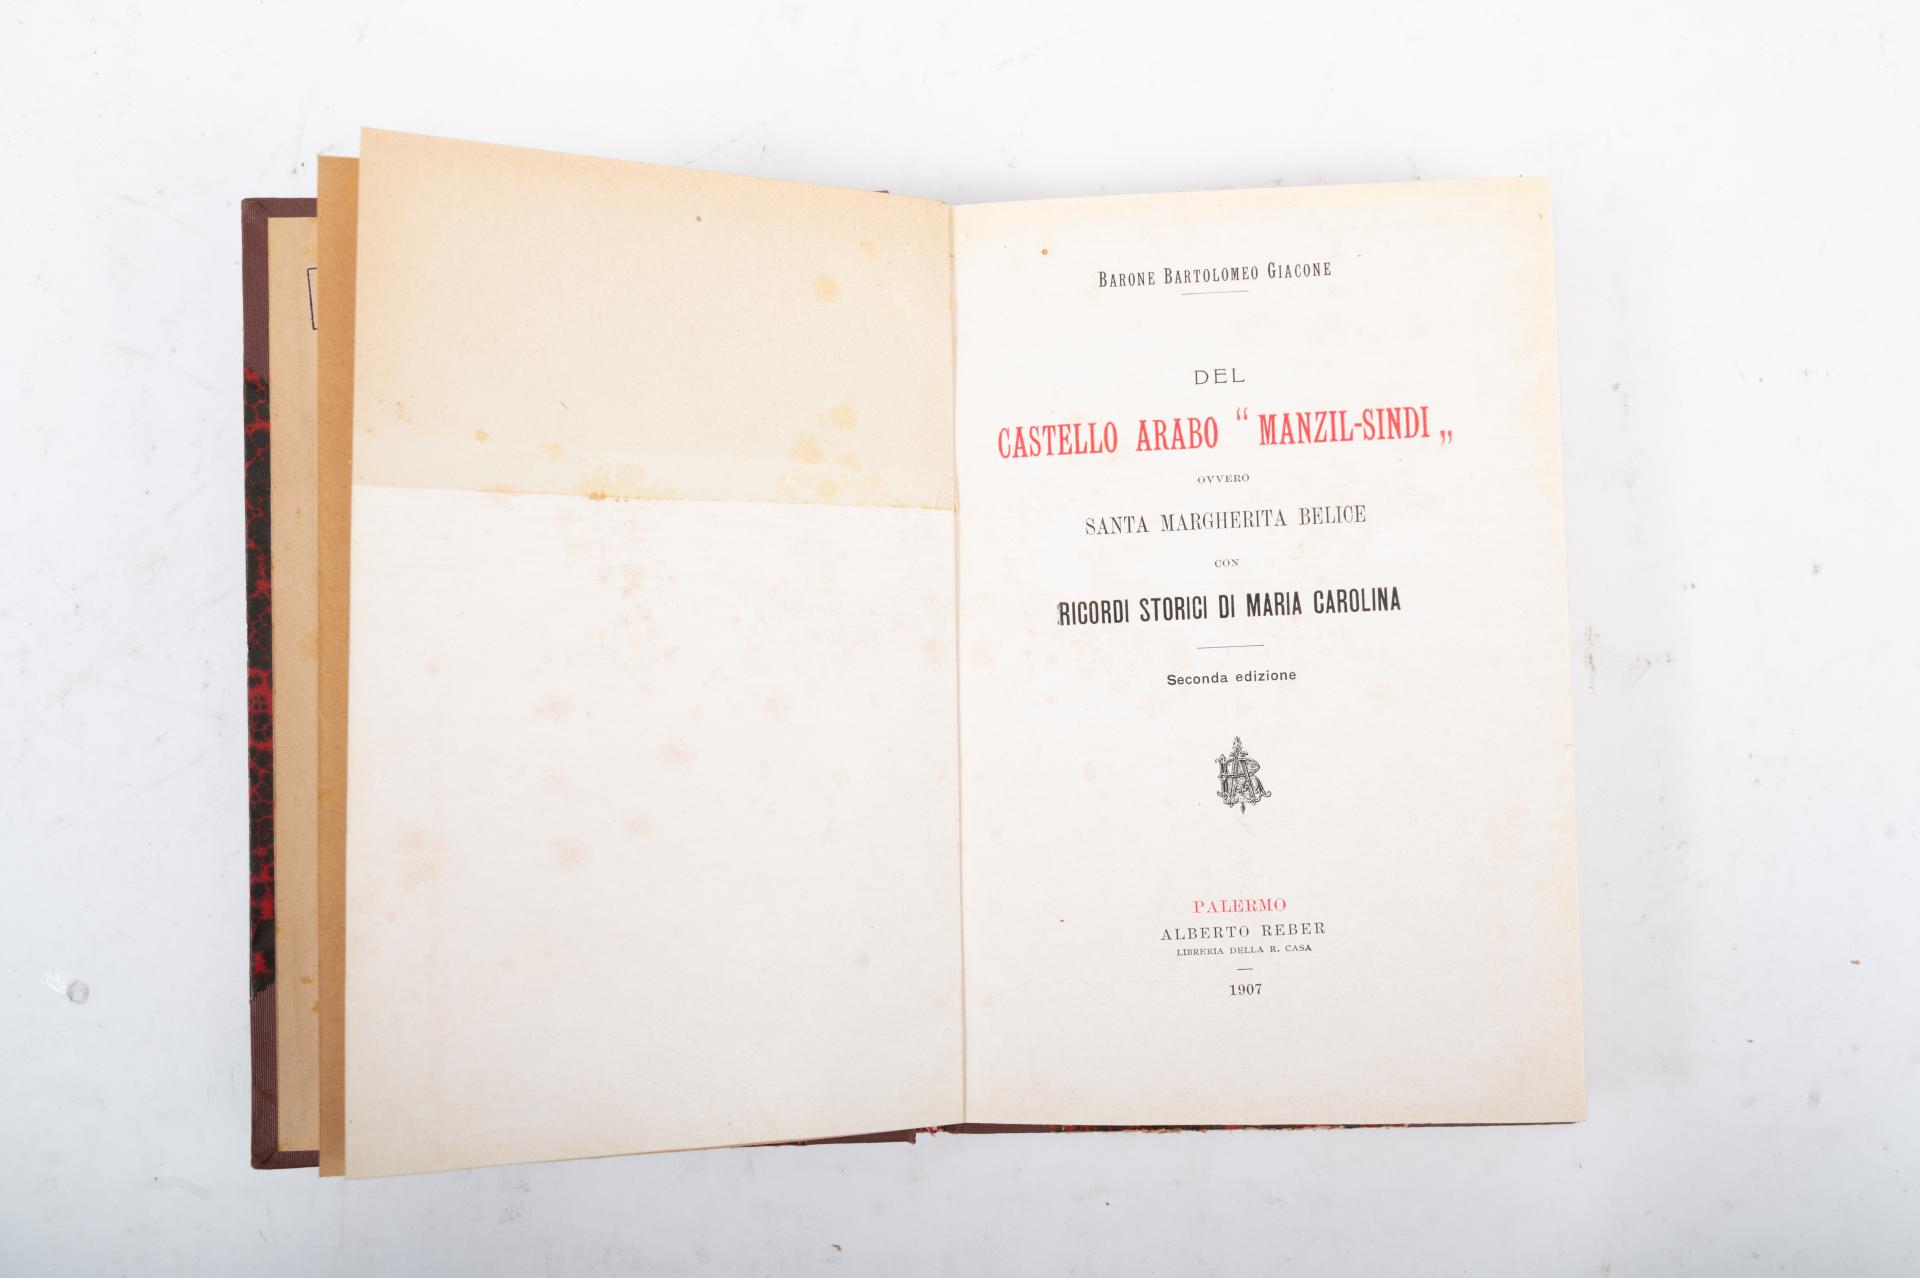 BARONE BARTOLOMEO GIACONE
DEL
CASTELLO ARABO “ MANZIL-SINDI „
OVVERO
SANTA MARGHERITA BELICE
CON
RICORDI STORICI DI MARIA CAROLINA
Seconda edizione
PALERMO
ALBERTO REBER
LIBRERIA DELLA R. CASA
1907